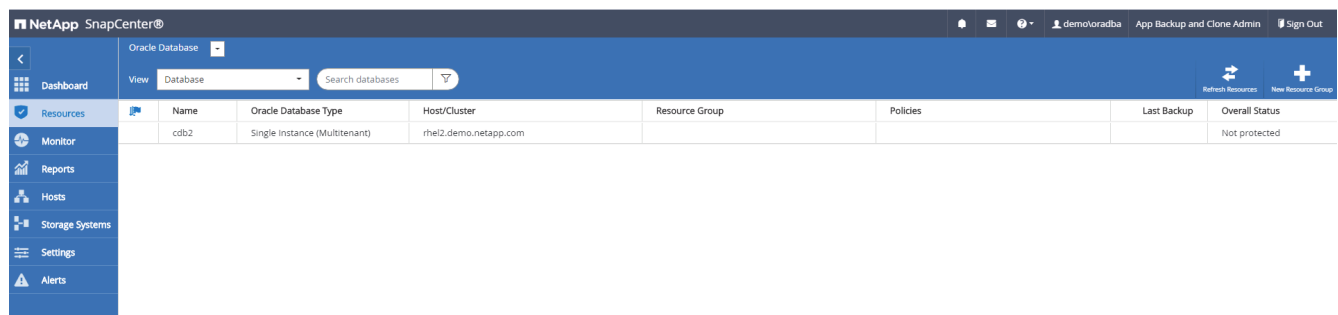 NetApp SnapCenter® demo\oradba App Backup and Clone Admin Sign Out
Oracle Database
View Database Search databases
Refresh Resources New Resource Group
Dashboard
Resources
Monitor
Reports
Hosts
Storage Systems
Settings
Alerts
Name Oracle Database Type Host/Cluster Resource Group Policies Last Backup Overall Status
cdb2 Single Instance (Multitenant) rhel2.demo.netapp.com Not protected